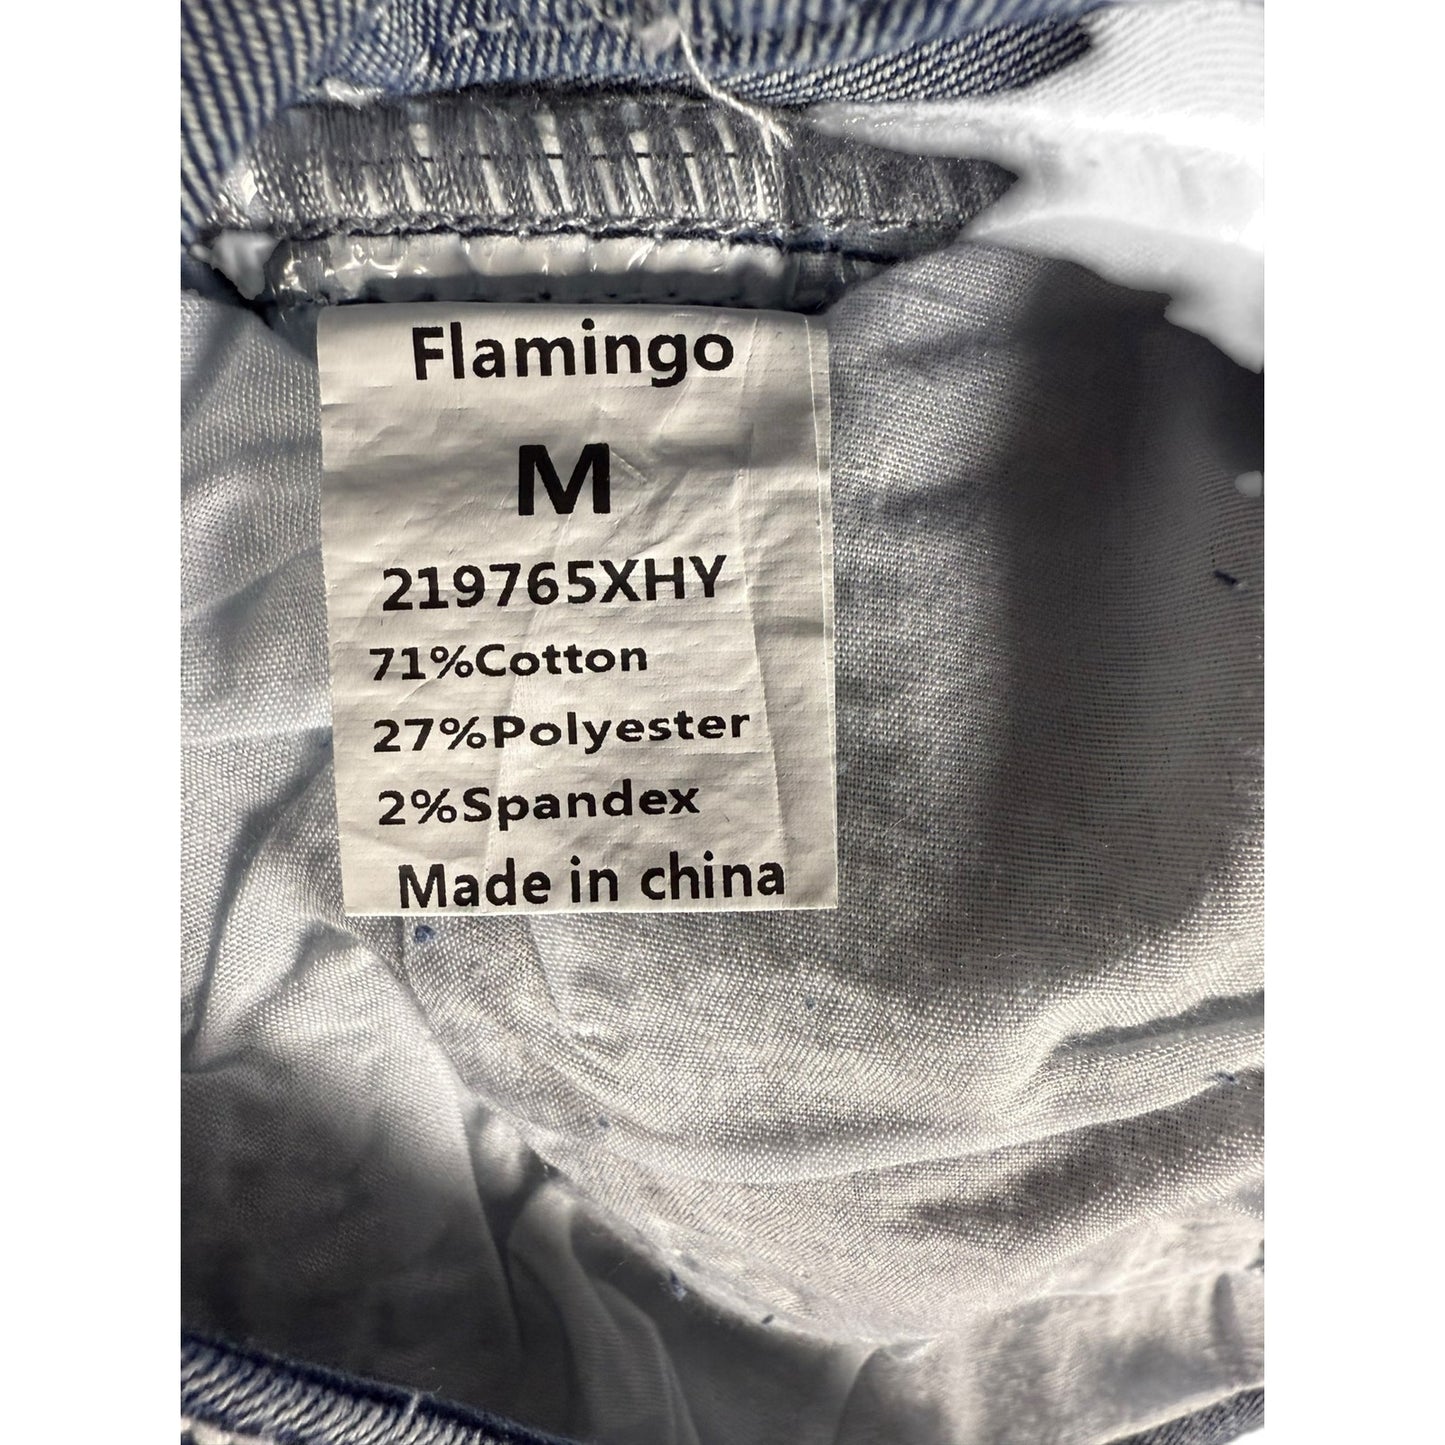 Flamingo
M
219765XHY
71%Cotton
27%Polyester
2%Spandex
Made in china